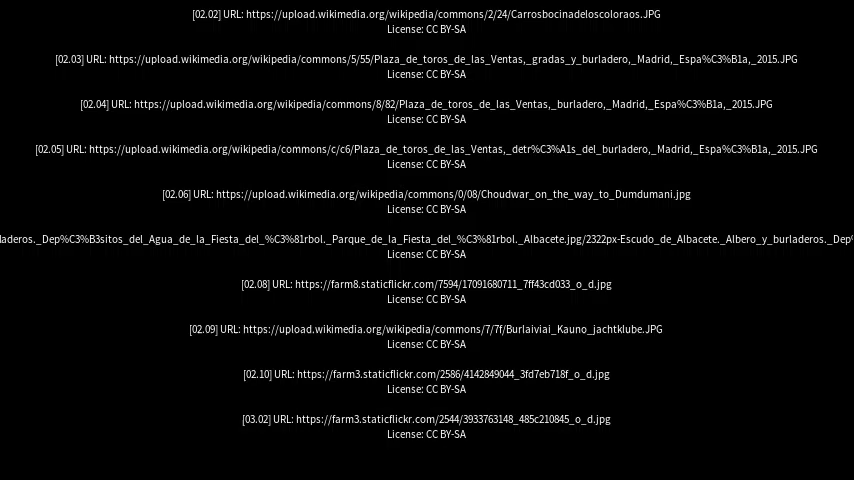 [02.02] URL: https://upload.wikimedia.org/wikipedia/commons/2/24/Carrosbocinadeloscoloraos.JPG
License: CC BY-SA
[02.03] URL: https://upload.wikimedia.org/wikipedia/commons/5/55/Plaza_de_toros_de_las_Ventas,_gradas_y_burladero,_Madrid,_Espa%C3%B1a,_2015.JPG
License: CC BY-SA
[02.04] URL: https://upload.wikimedia.org/wikipedia/commons/8/82/Plaza_de_toros_de_las_Ventas,_burladero,_Madrid,_Espa%C3%B1a,_2015.JPG
License: CC BY-SA
[02.05] URL: https://upload.wikimedia.org/wikipedia/commons/c/c6/Plaza_de_toros_de_las_Ventas,_detr%C3%A1s_del_burladero,_Madrid,_Espa%C3%B1a,_2015.JPG
License: CC BY-SA
[02.06] URL: https://upload.wikimedia.org/wikipedia/commons/0/08/Choudwar_on_the_way_to_Dumdumani.jpg
License: CC BY-SA
laderos._Dep%C3%B3sitos_del_Agua_de_la_Fiesta_del_%C3%81rbol._Parque_de_la_Fiesta_del_%C3%81rbol._Albacete.jpg/2322px-Escudo_de_Albacete._Albero_y_burladeros._Dep%
License: CC BY-SA
[02.08] URL: https://farm8.staticflickr.com/7594/17091680711_7ff43cd033_o_d.jpg
License: CC BY-SA
[02.09] URL: https://upload.wikimedia.org/wikipedia/commons/7/7f/Burlaiviai_Kauno_jachtklube.JPG
License: CC BY-SA
[02.10] URL: https://farm3.staticflickr.com/2586/4142849044_3fd7eb718f_o_d.jpg
License: CC BY-SA
[03.02] URL: https://farm3.staticflickr.com/2544/3933763148_485c210845_o_d.jpg
License: CC BY-SA